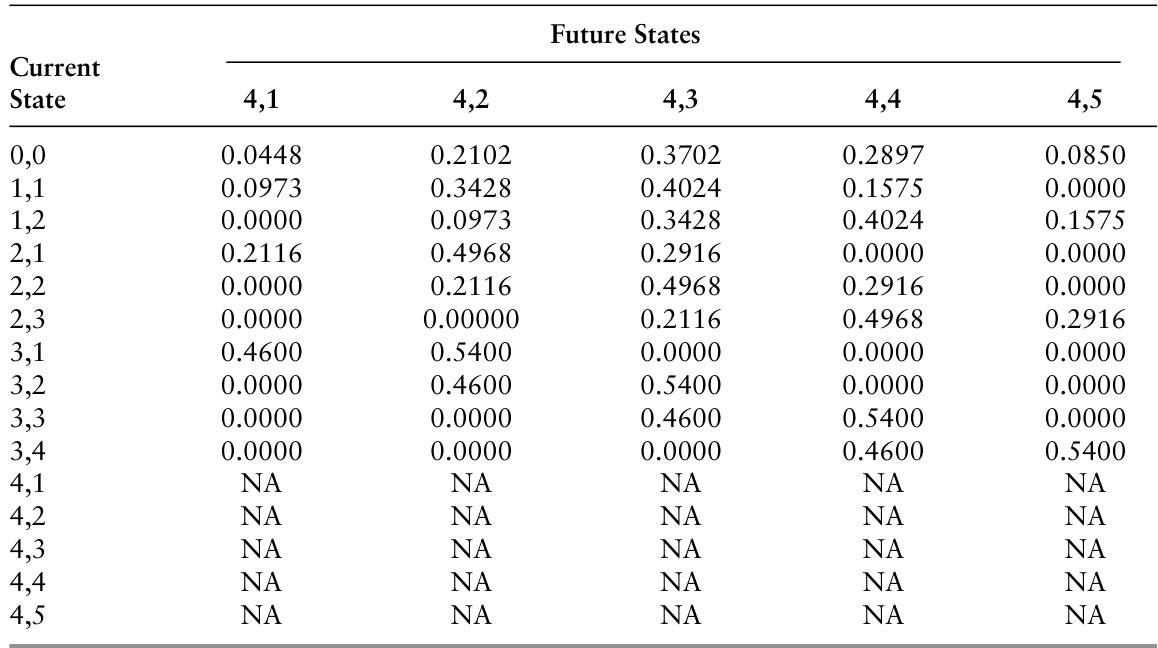 Future States
Current
State 4,1 4,2 4,3 4,4 4,5
0,0 0.0448 0.2102 0.3702 0.2897 0.0850
1,1 0.0973 0.3428 0.4024 0.1575 0.0000
1,2 0.0000 0.0973 0.3428 0.4024 0.1575
2,1 0.2116 0.4968 0.2916 0.0000 0.0000
2,2 0.0000 0.2116 0.4968 0.2916 0.0000
2,3 0.0000 0.00000 0.2116 0.4968 0.2916
3,1 0.4600 0.5400 0.0000 0.0000 0.0000
3,2 0.0000 0.4600 0.5400 0.0000 0.0000
3,3 0.0000 0.0000 0.4600 0.5400 0.0000
3,4 0.0000 0.0000 0.0000 0.4600 0.5400
4,1 NA NA NA NA NA
4,2 NA NA NA NA NA
4,3 NA NA NA NA NA
4,4 NA NA NA NA NA
4,5 NA NA NA NA NA